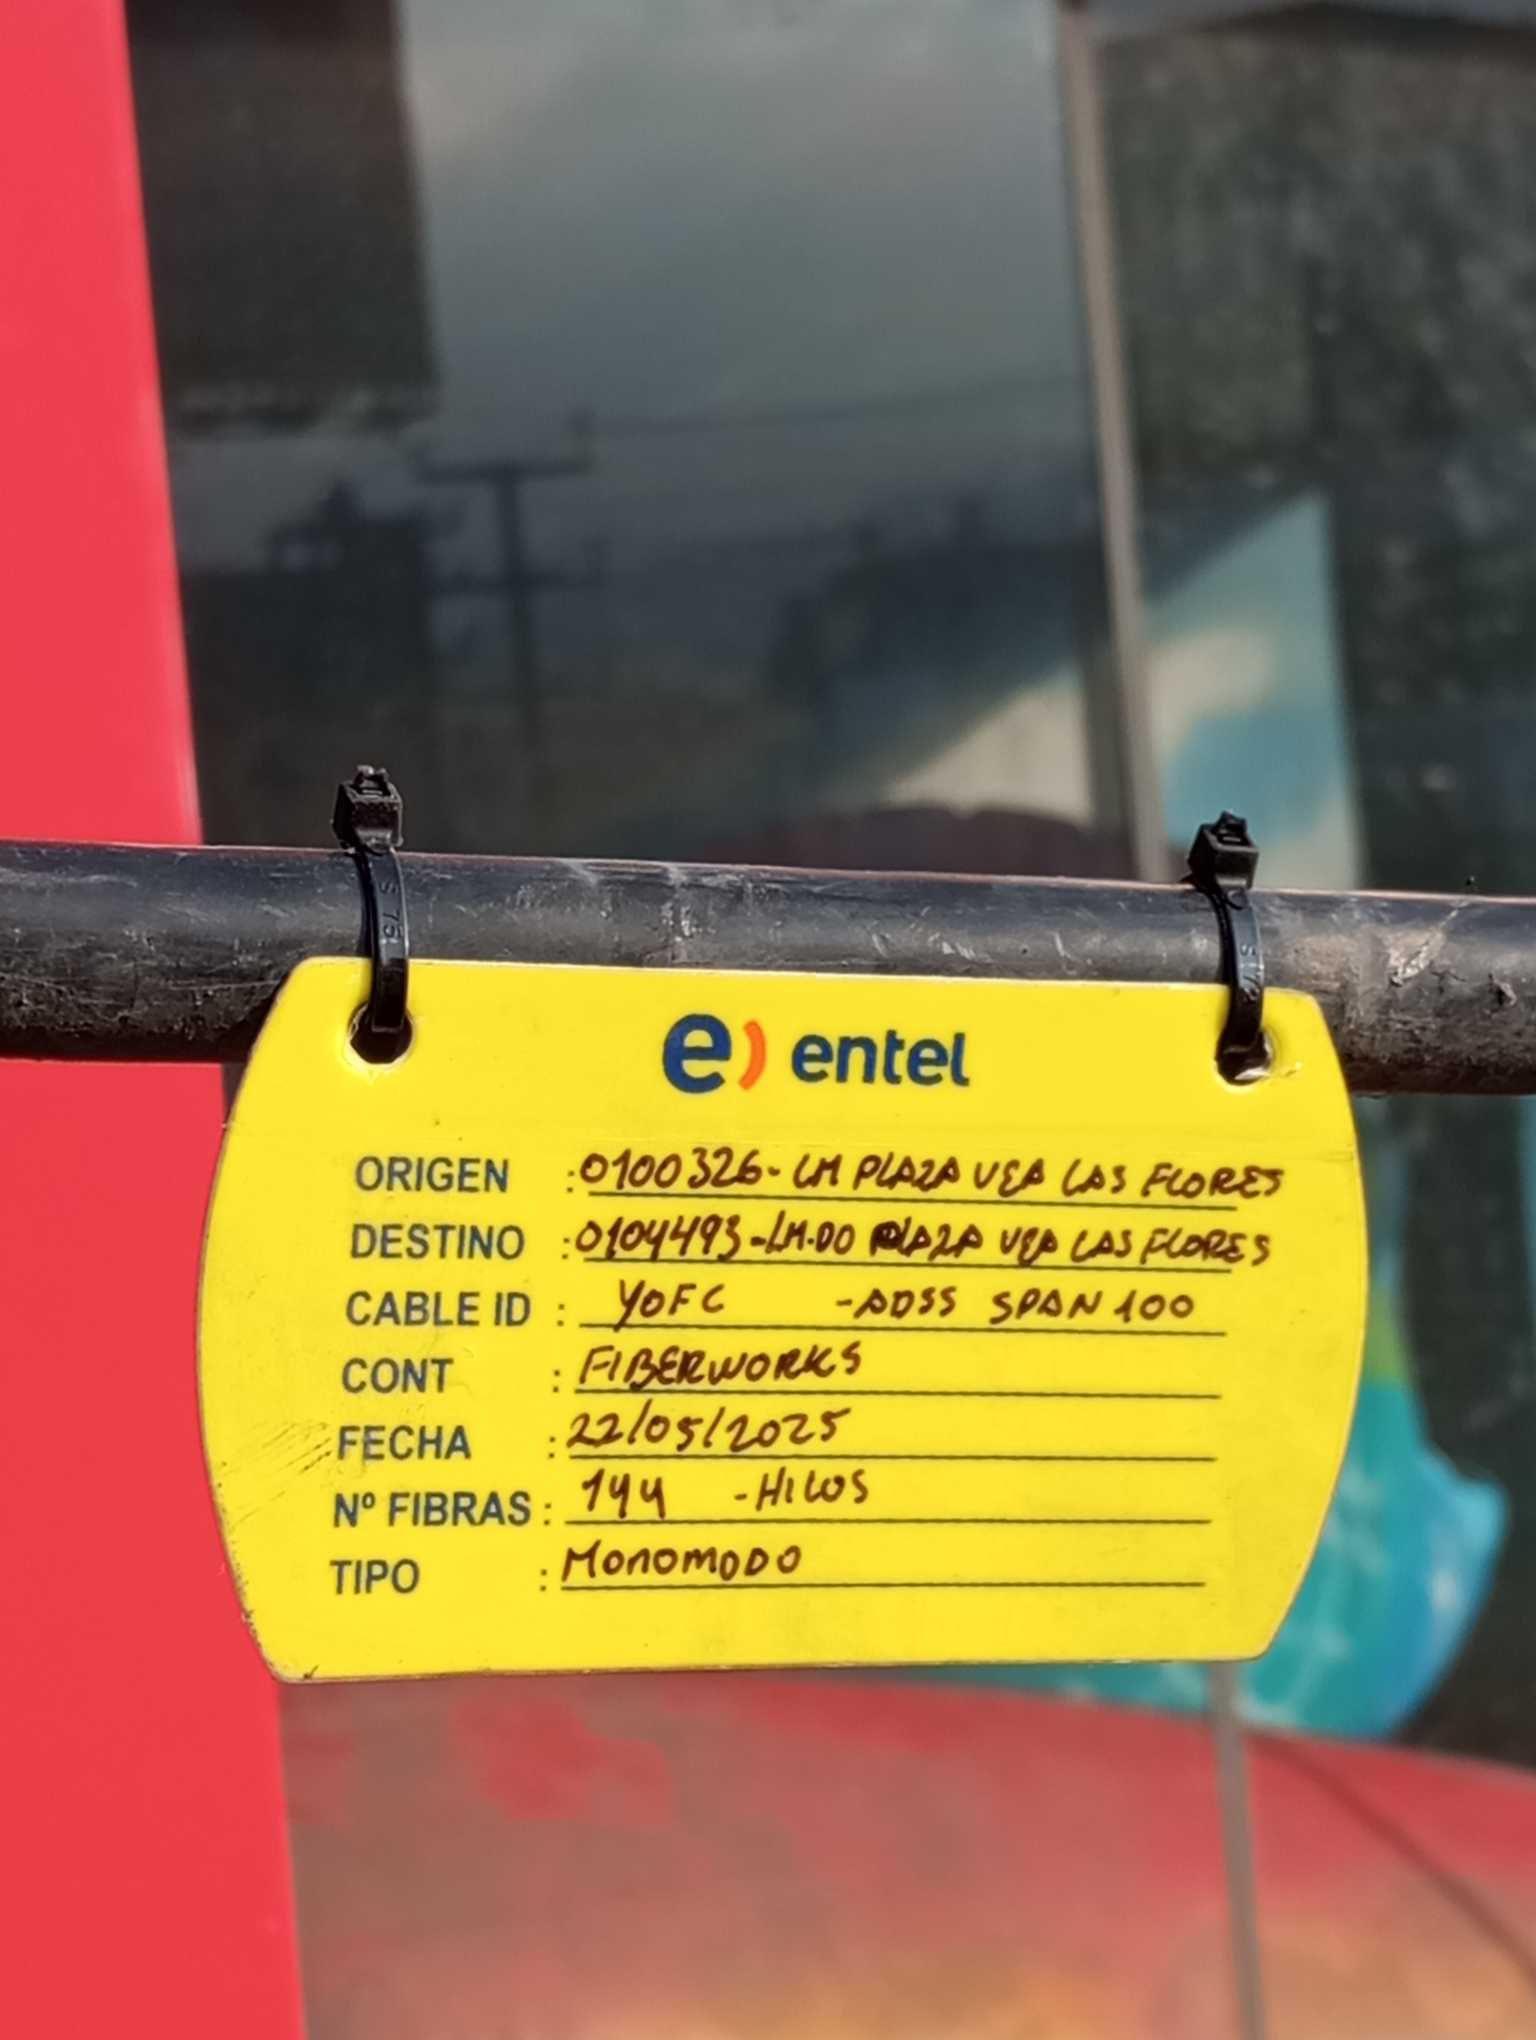 e) entel
ORIGEN : 0100326- LM PLAZA VEA LAS FLORES
DESTINO : 0104493-LM-DO PLAZA VEA LAS FLORES
CABLE ID : YOFC -ADSS SPAN 100
CONT : FIBERWORKS
FECHA : 22/05/2025
Nº FIBRAS : 144 -HILOS
TIPO : MONOMODO